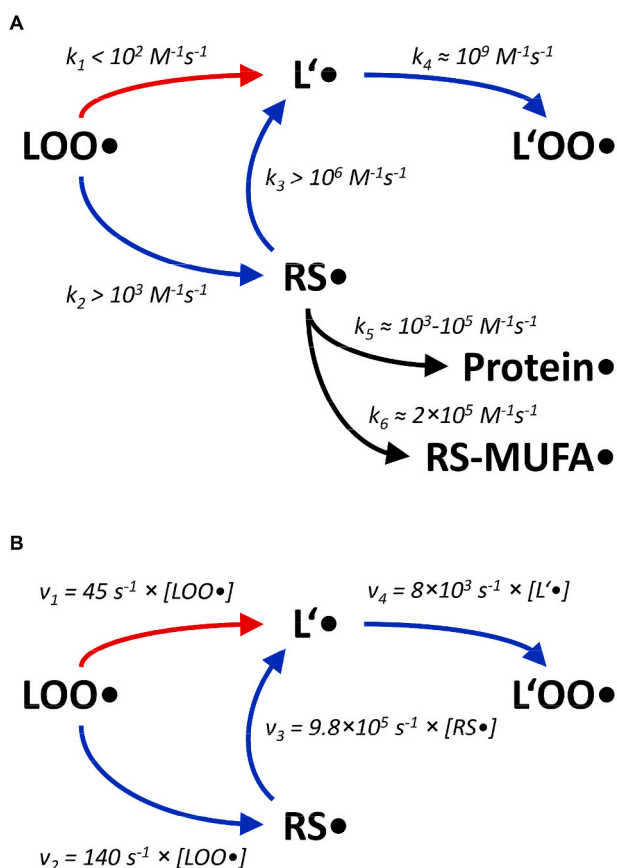 A
k₁ < 10² M⁻¹s⁻¹
L‘●
k₄ ≈ 10⁹ M⁻¹s⁻¹
LOO●
L‘OO●
k₃ > 10⁶ M⁻¹s⁻¹
k₂ > 10³ M⁻¹s⁻¹
RS●
k₅ ≈ 10³-10⁵ M⁻¹s⁻¹
Protein●
k₆ ≈ 2×10⁵ M⁻¹s⁻¹
RS-MUFA●
B
v₁ = 45 s⁻¹ × [LOO●]
L‘●
v₄ = 8×10³ s⁻¹ × [L‘●]
LOO●
L‘OO●
v₃ = 9.8×10⁵ s⁻¹ × [RS●]
RS●
v₂ = 140 s⁻¹ × [LOO●]